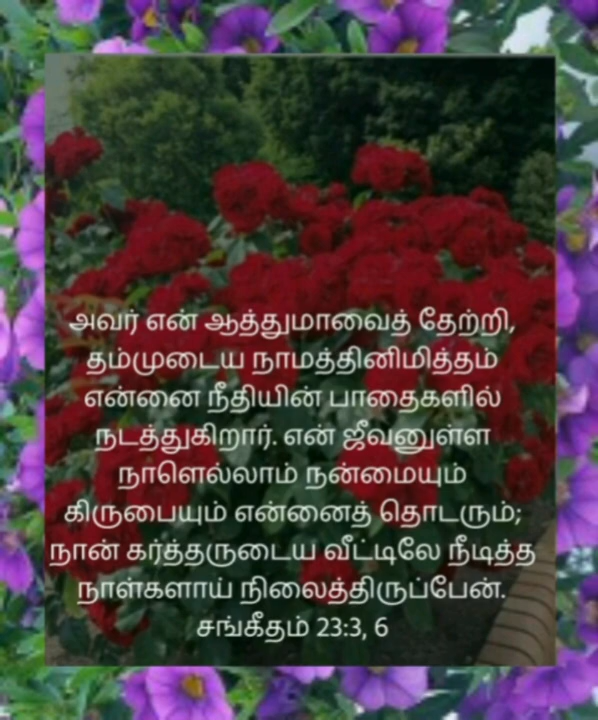 அவர் என் ஆத்துமாவைத் தேற்றி,
தம்முடைய நாமத்தினிமித்தம்
என்னை நீதியின் பாதைகளில்
நடத்துகிறார். என் ஜீவனுள்ள
நாளெல்லாம் நன்மையும்
கிருபையும் என்னைத் தொடரும்;
நான் கர்த்தருடைய வீட்டிலே நீடித்த
நாள்களாய் நிலைத்திருப்பேன்.
சங்கீதம் 23:3, 6